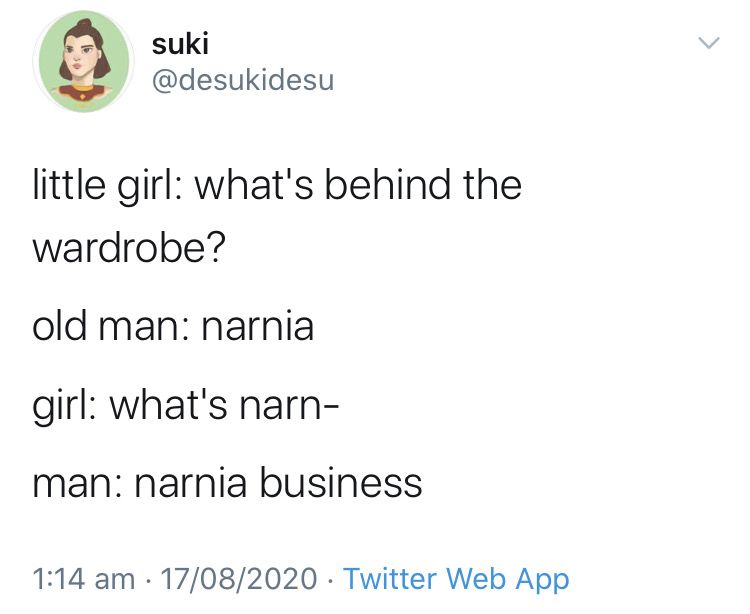 suki
@desukidesu
little girl: what's behind the
wardrobe?
old man: narnia
girl: what's narn-
man: narnia business
1:14 am · 17/08/2020 · Twitter Web App